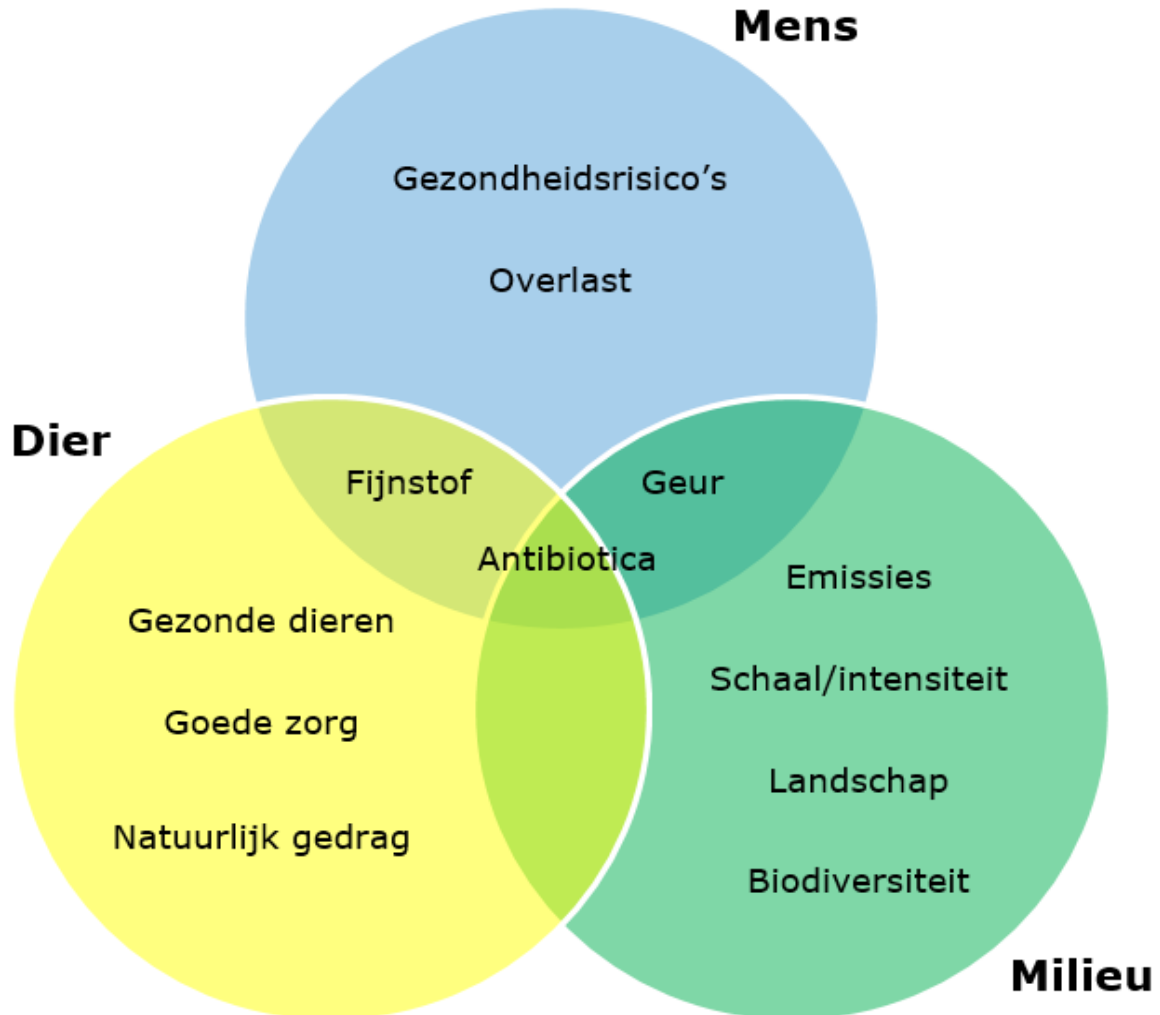 Mens
Gezondheidsrisico’s
Overlast
Dier
Fijnstof
Geur
Antibiotica
Emissies
Gezonde dieren
Schaal/intensiteit
Goede zorg
Landschap
Natuurlijk gedrag
Biodiversiteit
Milieu